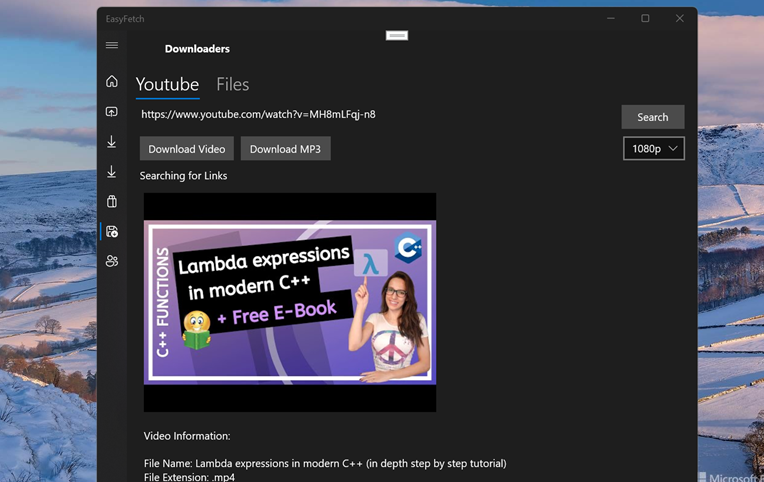 EasyFetch
Downloaders
Youtube Files
https://www.youtube.com/watch?v=MH8mLFqj-n8
Search
Download Video Download MP3
1080p
Searching for Links
C++ FUNCTIONS
Lambda expressions
in modern C++
+ Free E-Book
λ
C++
Video Information:
File Name: Lambda expressions in modern C++ (in depth step by step tutorial)
File Extension: .mp4
Microsoft